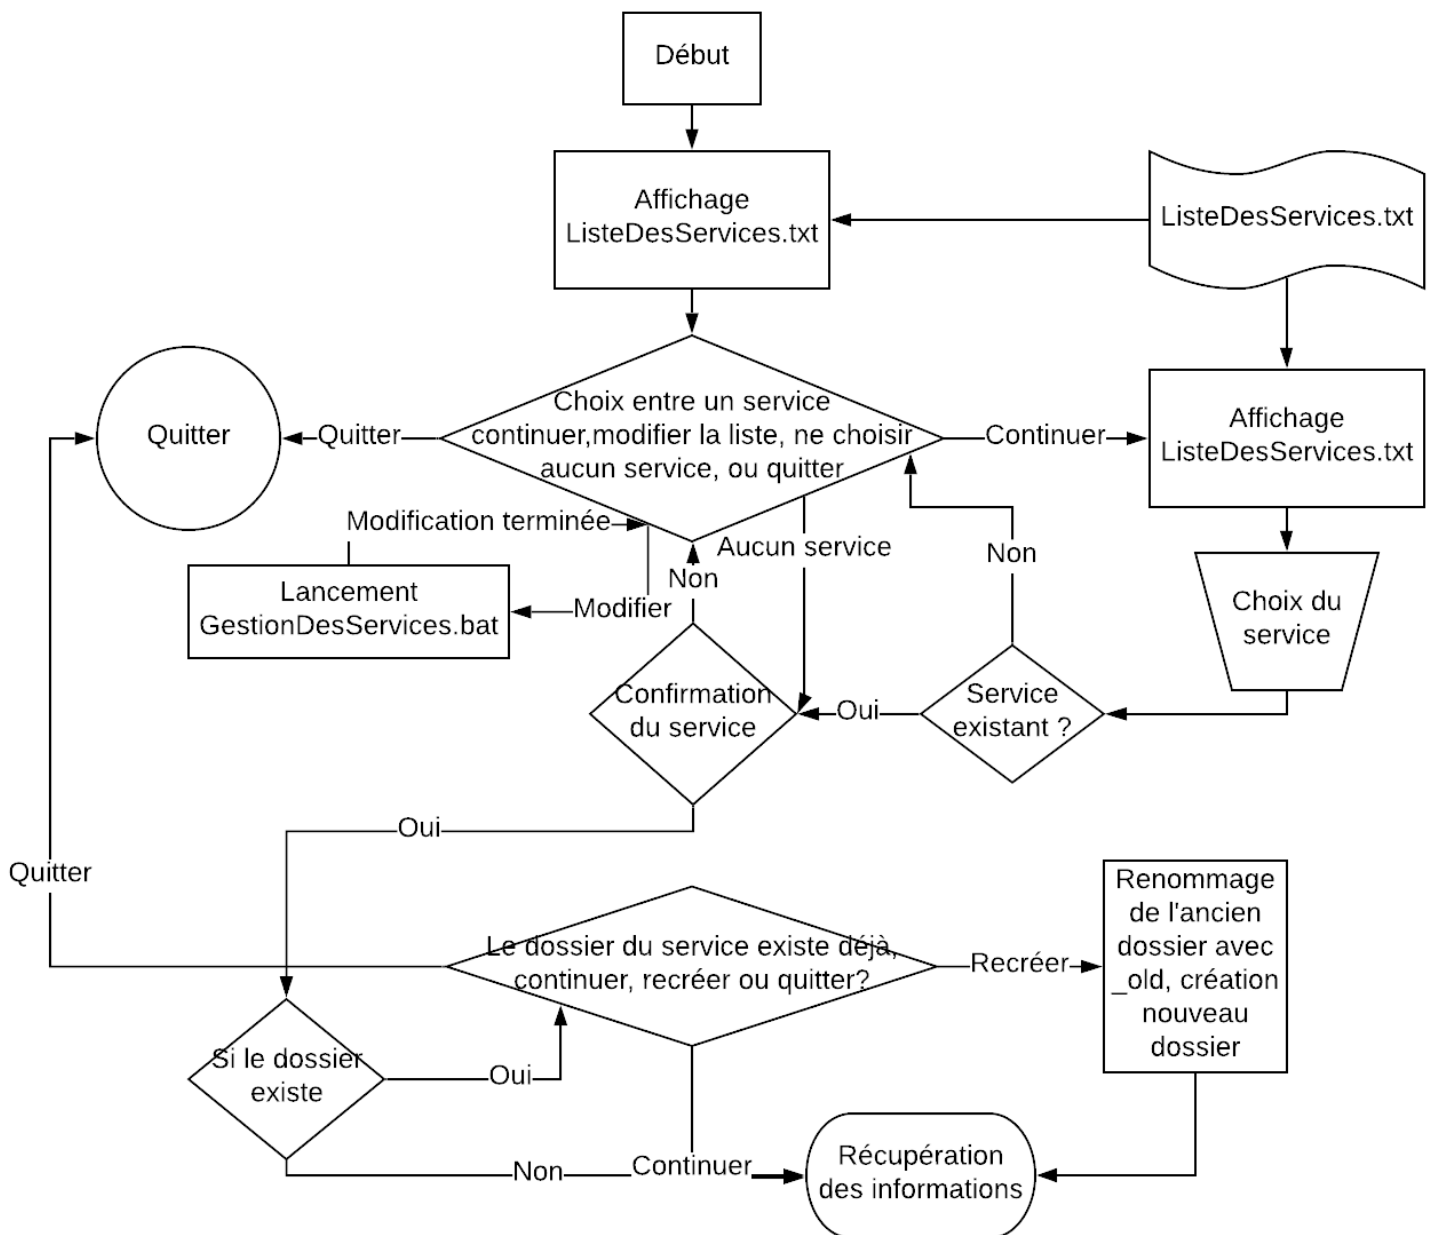 Début
Affichage
ListeDesServices.txt
ListeDesServices.txt
Quitter
Quitter
Choix entre un service
continuer,modifier la liste, ne choisir
aucun service, ou quitter
Continuer
Affichage
ListeDesServices.txt
Modification terminée
Aucun service
Non
Non
Lancement
GestionDesServices.bat
Modifier
Choix du
service
Confirmation
du service
Oui
Service
existant ?
Oui
Quitter
Le dossier du service existe déjà,
continuer, recréer ou quitter?
Recréer
Renommage
de l'ancien
dossier avec
_old, création
nouveau
dossier
Si le dossier
existe
Oui
Non
Continuer
Récupération
des informations